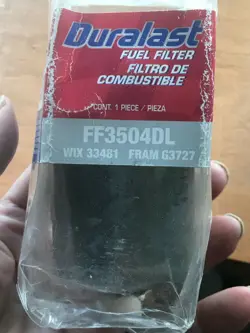 Duralast
FUEL FILTER
FILTRO DE
COMBUSTIBLE
CONT. 1 PIECE / PIEZA
FF3504DL
WIX 33481 FRAM G3727